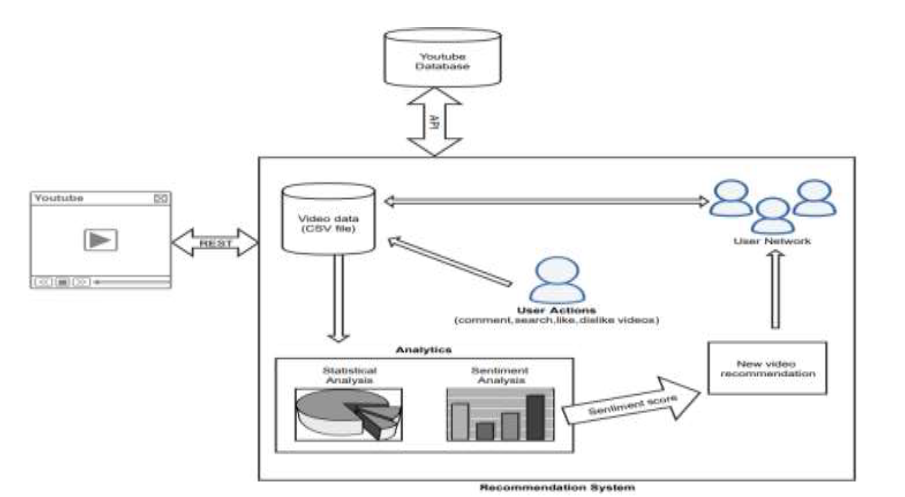 Youtube
Database
API
Youtube
REST
Video data
(CSV file)
User Network
User Actions
(comment,search,like,dislike videos)
Analytics
Statistical
Analysis
Sentiment
Analysis
Sentiment score
New video
recommendation
Recommendation System